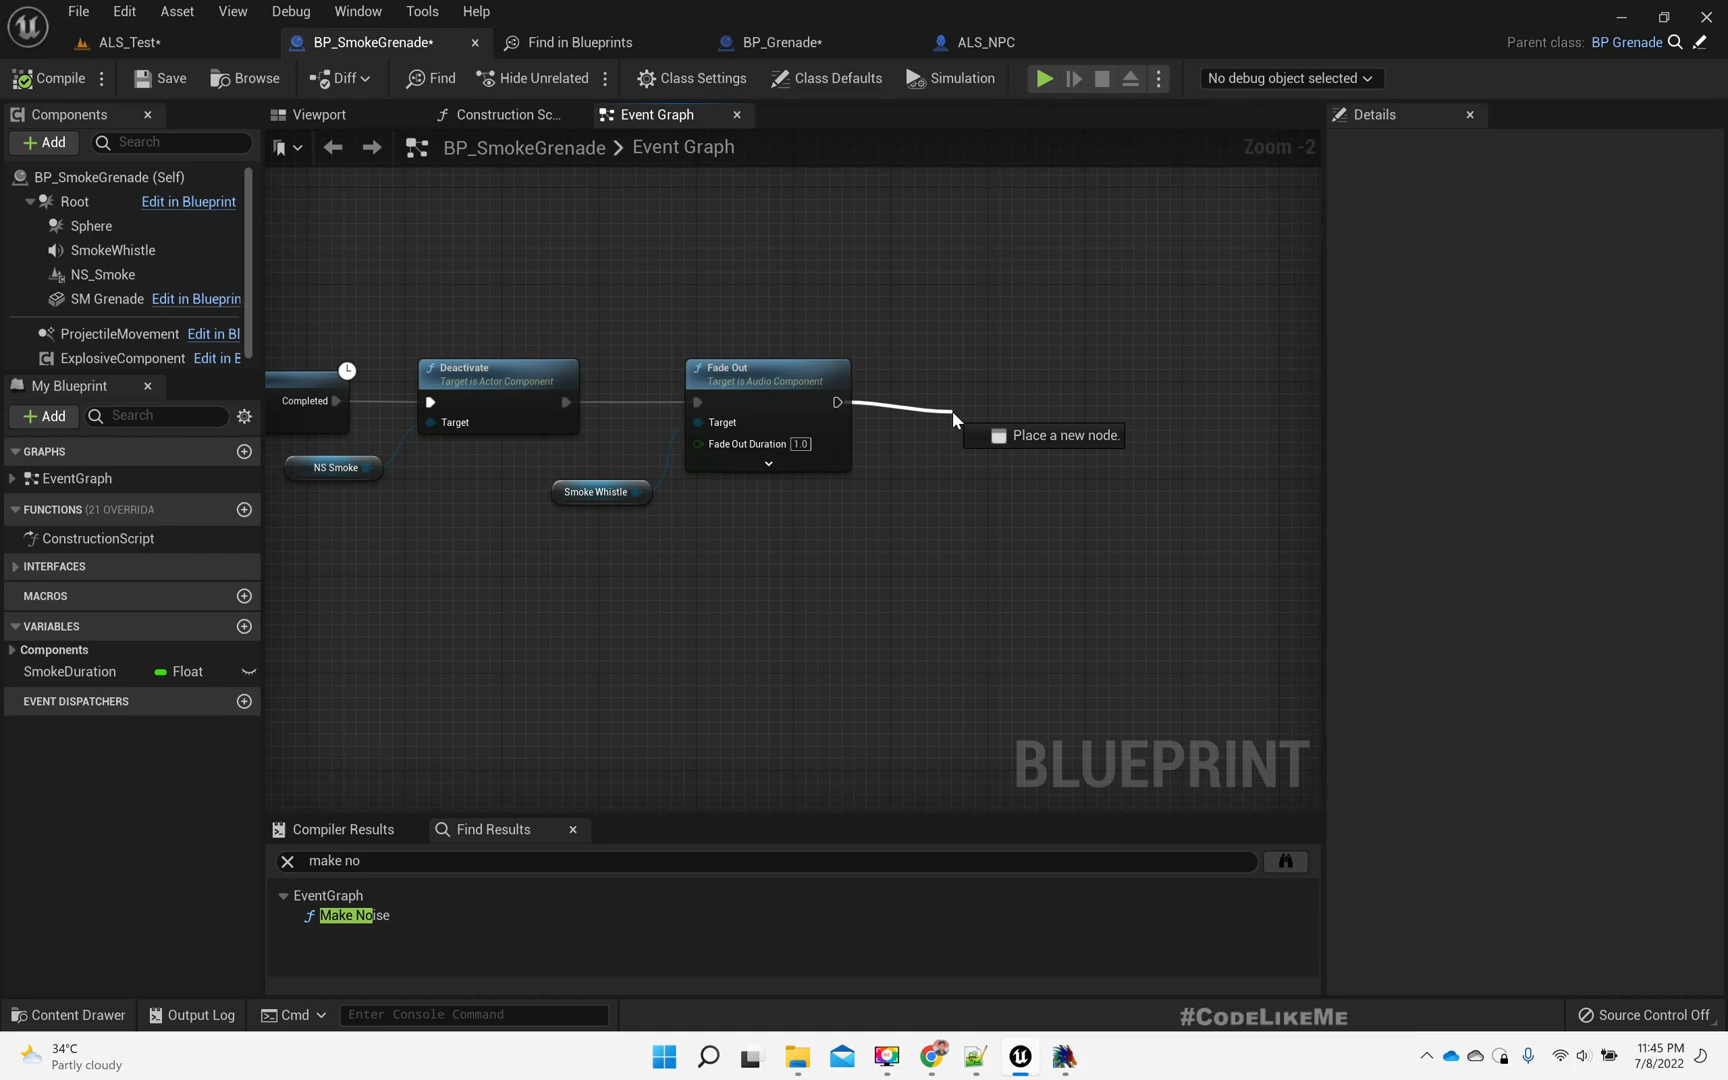 File Edit Asset View Debug Window Tools Help
ALS_Test* BP_SmokeGrenade* Find in Blueprints BP_Grenade* ALS_NPC Parent class: BP Grenade
Compile Save Browse Diff Find Hide Unrelated Class Settings Class Defaults Simulation No debug object selected
Components Viewport Construction Sc... Event Graph Details
Add Search BP_SmokeGrenade > Event Graph Zoom -2
BP_SmokeGrenade (Self)
Root Edit in Blueprint
Sphere
SmokeWhistle
NS_Smoke
SM Grenade Edit in Blueprin
ProjectileMovement Edit in Bl
ExplosiveComponent Edit in E
My Blueprint
Add Search
GRAPHS
EventGraph
FUNCTIONS (21 OVERRIDA
ConstructionScript
INTERFACES
MACROS
VARIABLES
Components
SmokeDuration Float
EVENT DISPATCHERS
Completed
Deactivate
Target is Actor Component
Target
NS Smoke
Fade Out
Target is Audio Component
Target
Fade Out Duration 1.0
Smoke Whistle
Place a new node.
BLUEPRINT
Compiler Results Find Results
make no
EventGraph
Make Noise
Content Drawer Output Log Cmd Enter Console Command #CODELIKEME Source Control Off
34°C
Partly cloudy
11:45 PM
7/8/2022